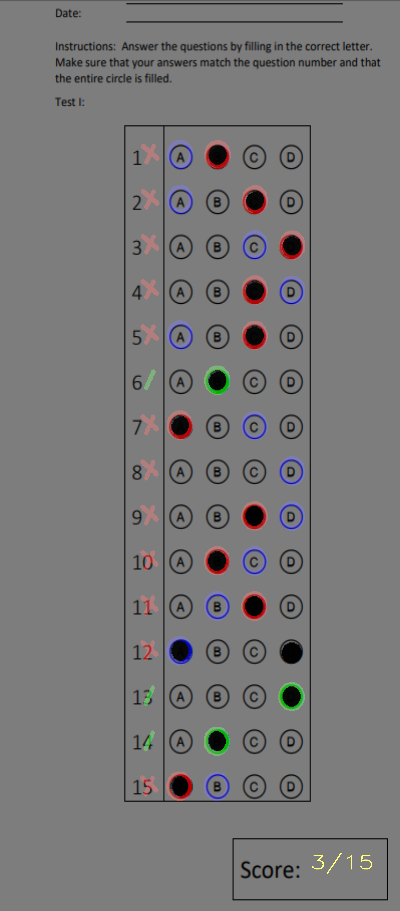 Date:
Instructions: Answer the questions by filling in the correct letter.
Make sure that your answers match the question number and that
the entire circle is filled.
Test I:
1 A C D
2 A B D
3 A B C
4 A B D
5 A B D
6 A C D
7 B C D
8 A B C D
9 A B D
10 A C D
11 A B D
12 B C
13 A B C
14 A C D
15 B C D
Score: 3/15